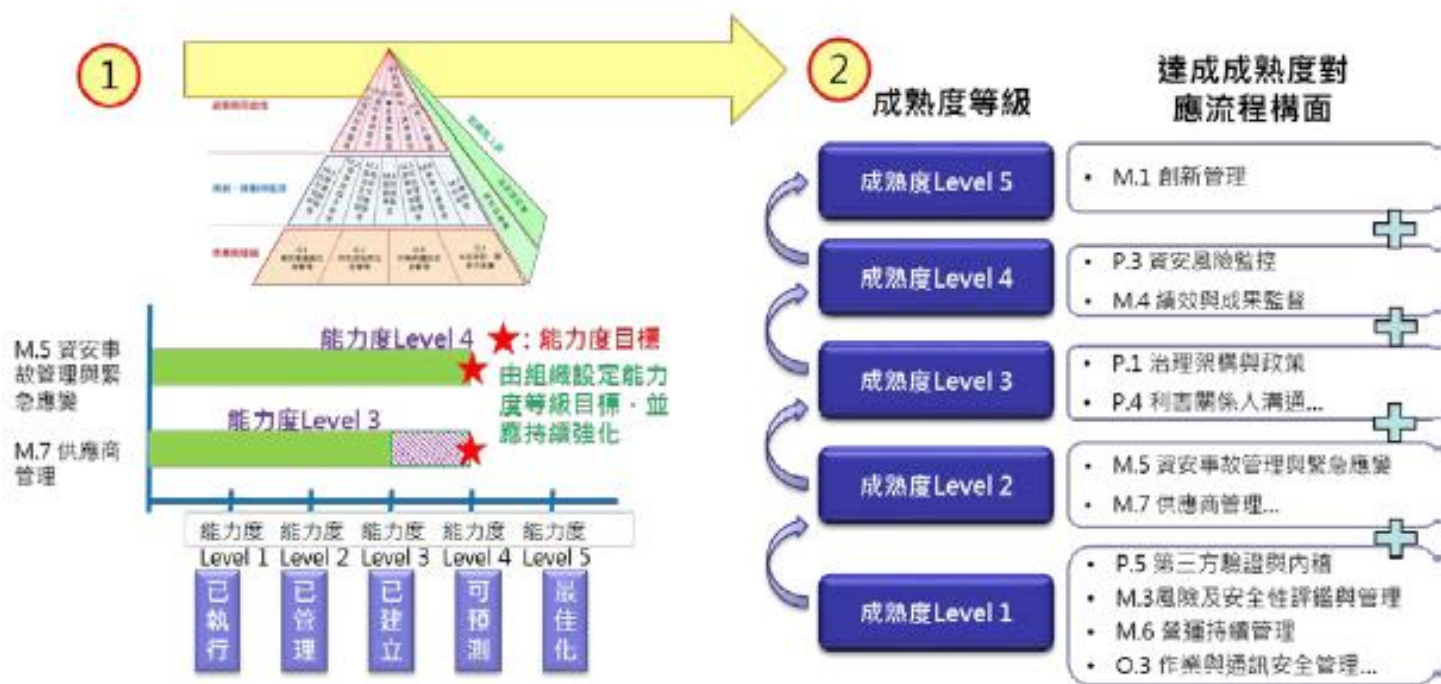 1
2
成熟度等級
達成成熟度對
應流程構面
成熟度Level 5
• M.1 創新管理
成熟度Level 4
• P.3 資安風險監控
• M.4 績效與成果監督
成熟度Level 3
• P.1 治理架構與政策
• P.4 利害關係人溝通...
成熟度Level 2
• M.5 資安事故管理與緊急應變
• M.7 供應商管理...
成熟度Level 1
• P.5 第三方驗證與內稽
• M.3風險及安全性評鑑與管理
• M.6 營運持續管理
• O.3 作業與通訊安全管理...
能力度Level 4
★：能力度目標
由組織設定能力
度等級目標，並
應持續強化
M.5 資安事
故管理與緊
急應變
能力度Level 3
M.7 供應商
管理
能力度 能力度 能力度 能力度 能力度
Level 1 Level 2 Level 3 Level 4 Level 5
已執行
已管理
已建立
可預測
最佳化